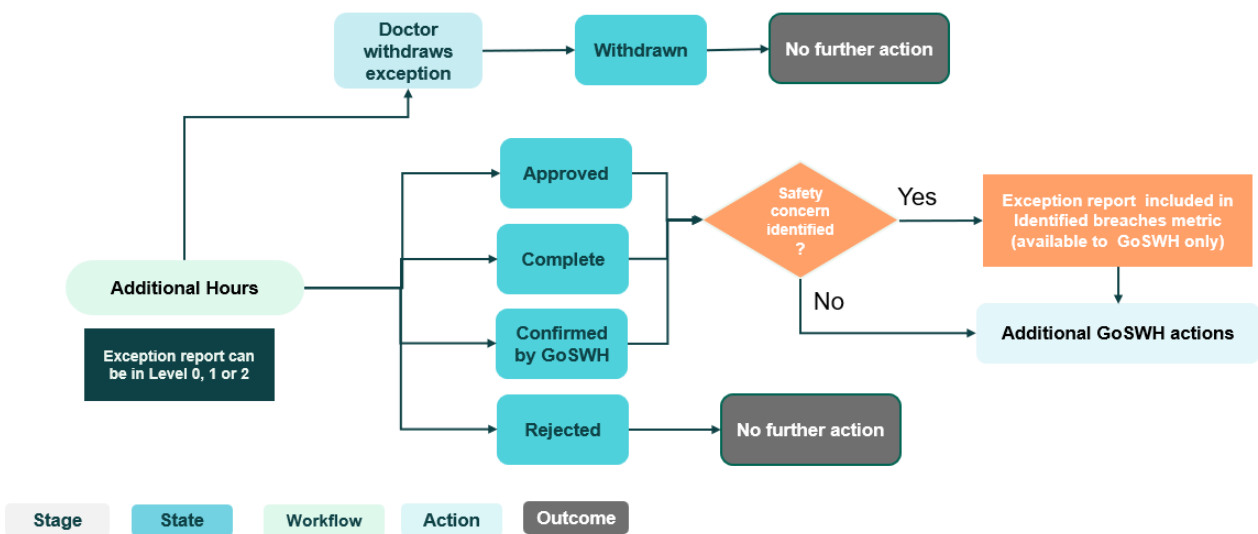 Doctor
withdraws
exception
Withdrawn
No further action
Approved
Complete
Confirmed
by GoSWH
Rejected
Additional Hours
Exception report can
be in Level 0, 1 or 2
Safety
concern
identified
?
Yes
No
Exception report included in
Identified breaches metric
(available to GoSWH only)
Additional GoSWH actions
No further action
Stage
State
Workflow
Action
Outcome